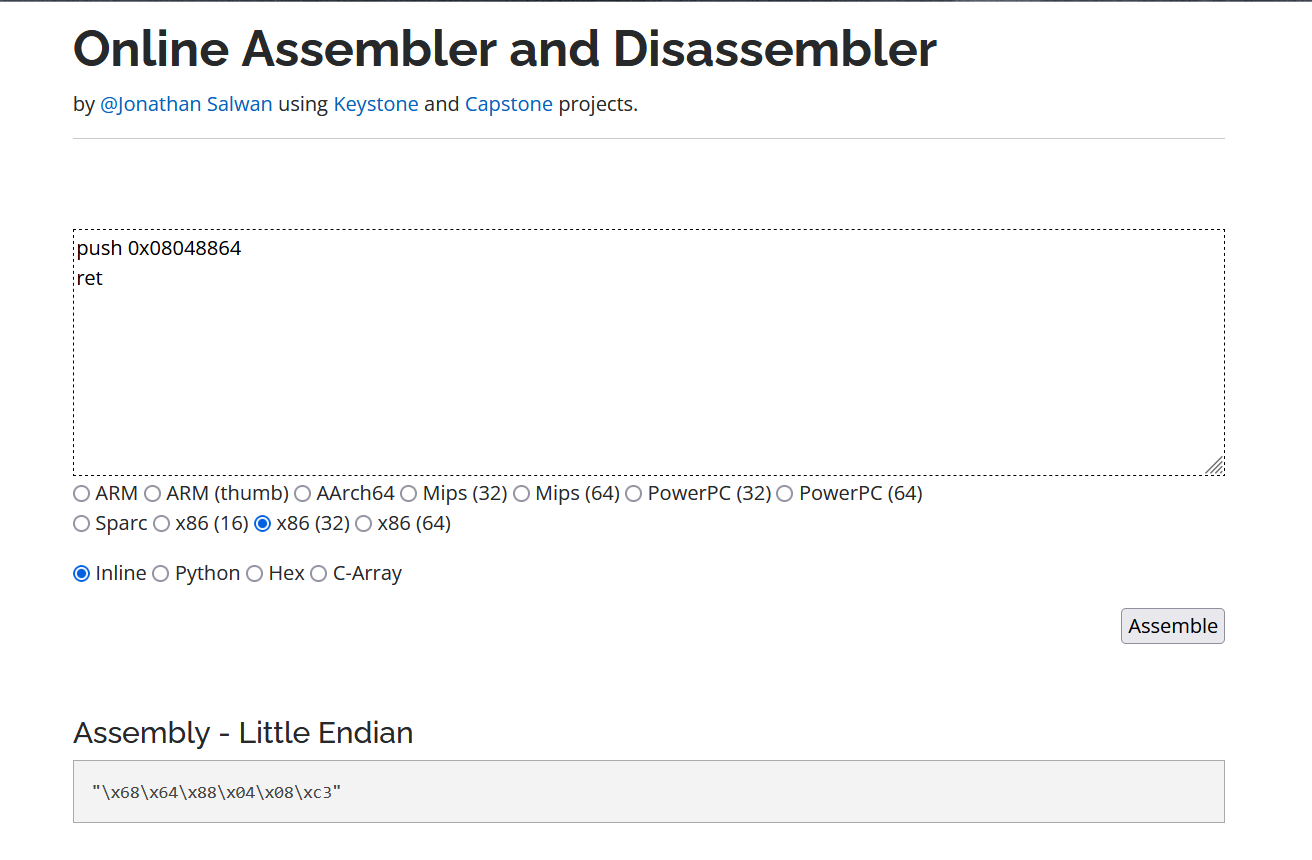 Online Assembler and Disassembler
by @Jonathan Salwan using Keystone and Capstone projects.
push 0x08048864
ret
ARM ARM (thumb) AArch64 Mips (32) Mips (64) PowerPC (32) PowerPC (64)
Sparc x86 (16) x86 (32) x86 (64)
Inline Python Hex C-Array
Assemble
Assembly - Little Endian
"\x68\x64\x88\x04\x08\xc3"